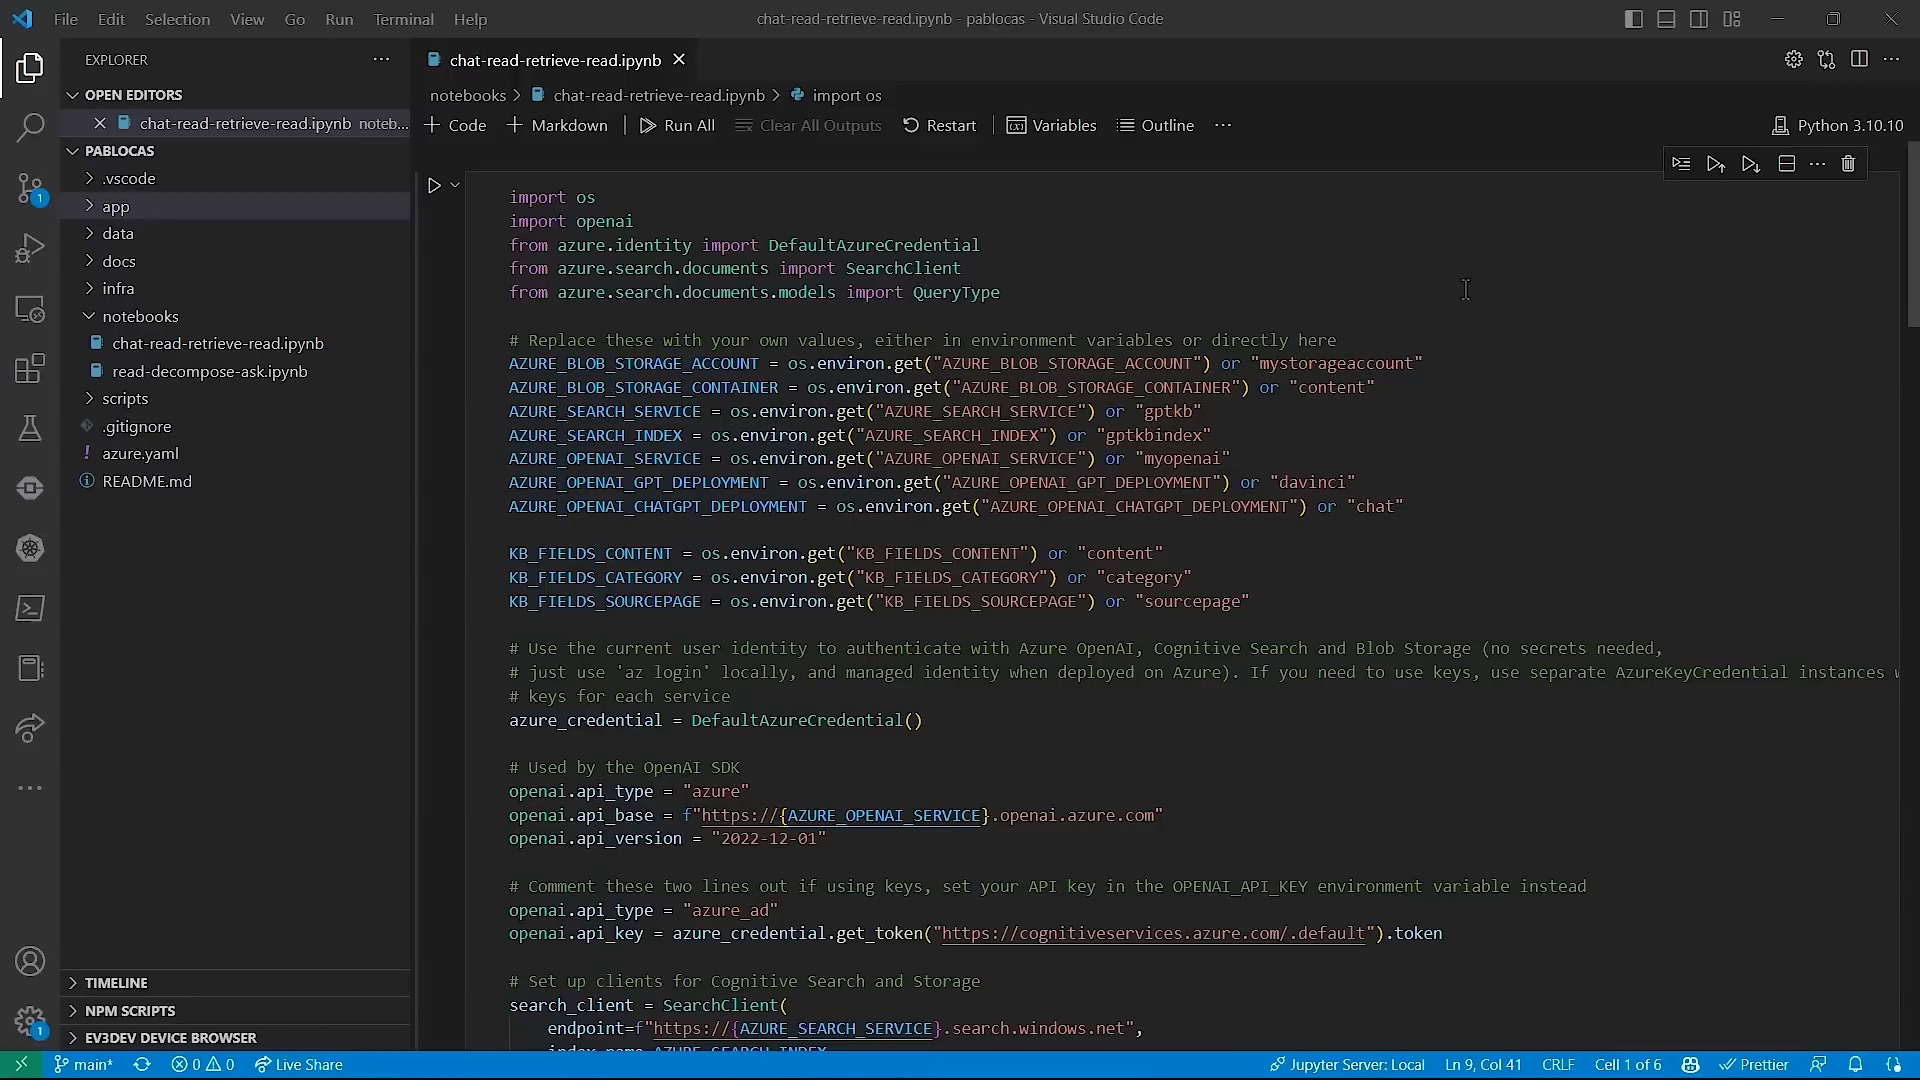 File Edit Selection View Go Run Terminal Help
chat-read-retrieve-read.ipynb - pablocas - Visual Studio Code
EXPLORER
OPEN EDITORS
chat-read-retrieve-read.ipynb noteb...
PABLOCAS
.vscode
app
data
docs
infra
notebooks
chat-read-retrieve-read.ipynb
read-decompose-ask.ipynb
scripts
.gitignore
azure.yaml
README.md
TIMELINE
NPM SCRIPTS
EV3DEV DEVICE BROWSER
chat-read-retrieve-read.ipynb
notebooks > chat-read-retrieve-read.ipynb > import os
Code Markdown Run All Clear All Outputs Restart Variables Outline
Python 3.10.10
import os
import openai
from azure.identity import DefaultAzureCredential
from azure.search.documents import SearchClient
from azure.search.documents.models import QueryType
# Replace these with your own values, either in environment variables or directly here
AZURE_BLOB_STORAGE_ACCOUNT = os.environ.get("AZURE_BLOB_STORAGE_ACCOUNT") or "mystorageaccount"
AZURE_BLOB_STORAGE_CONTAINER = os.environ.get("AZURE_BLOB_STORAGE_CONTAINER") or "content"
AZURE_SEARCH_SERVICE = os.environ.get("AZURE_SEARCH_SERVICE") or "gptkb"
AZURE_SEARCH_INDEX = os.environ.get("AZURE_SEARCH_INDEX") or "gptkbindex"
AZURE_OPENAI_SERVICE = os.environ.get("AZURE_OPENAI_SERVICE") or "myopenai"
AZURE_OPENAI_GPT_DEPLOYMENT = os.environ.get("AZURE_OPENAI_GPT_DEPLOYMENT") or "davinci"
AZURE_OPENAI_CHATGPT_DEPLOYMENT = os.environ.get("AZURE_OPENAI_CHATGPT_DEPLOYMENT") or "chat"
KB_FIELDS_CONTENT = os.environ.get("KB_FIELDS_CONTENT") or "content"
KB_FIELDS_CATEGORY = os.environ.get("KB_FIELDS_CATEGORY") or "category"
KB_FIELDS_SOURCEPAGE = os.environ.get("KB_FIELDS_SOURCEPAGE") or "sourcepage"
# Use the current user identity to authenticate with Azure OpenAI, Cognitive Search and Blob Storage (no secrets needed,
# just use 'az login' locally, and managed identity when deployed on Azure). If you need to use keys, use separate AzureKeyCredential instances
# keys for each service
azure_credential = DefaultAzureCredential()
# Used by the OpenAI SDK
openai.api_type = "azure"
openai.api_base = f"https://{AZURE_OPENAI_SERVICE}.openai.azure.com"
openai.api_version = "2022-12-01"
# Comment these two lines out if using keys, set your API key in the OPENAI_API_KEY environment variable instead
openai.api_type = "azure_ad"
openai.api_key = azure_credential.get_token("https://cognitiveservices.azure.com/.default").token
# Set up clients for Cognitive Search and Storage
search_client = SearchClient(
endpoint=f"https://{AZURE_SEARCH_SERVICE}.search.windows.net",
index_name=AZURE_SEARCH_INDEX
main* 0 0 Live Share Jupyter Server: Local Ln 9, Col 41 CRLF Cell 1 of 6 Prettier